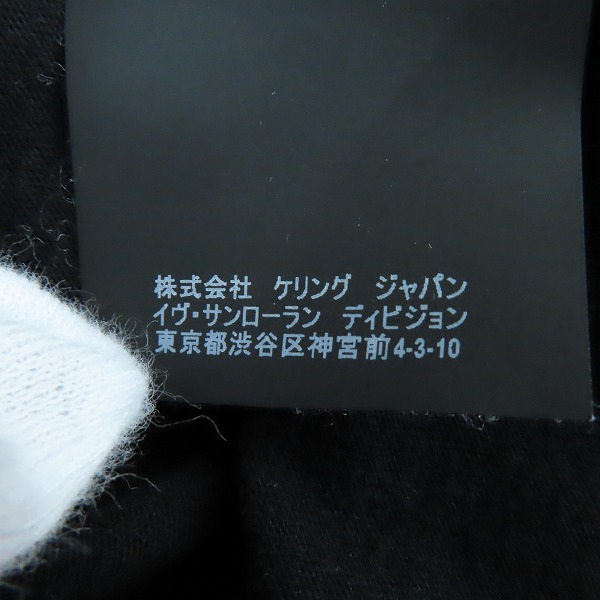 株式会社 ケリング ジャパン
イヴ・サンローラン ディビジョン
東京都渋谷区神宮前4-3-10